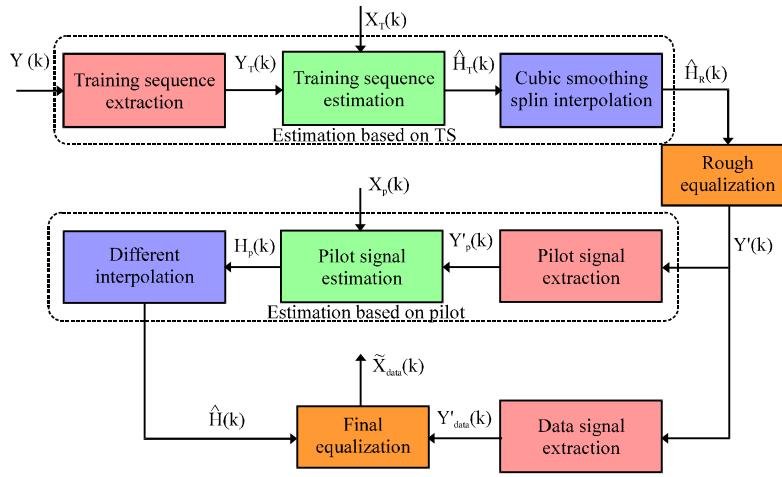 X_T(k)
Y (k)
Training sequence
extraction
Y_T(k)
Training sequence
estimation
Ĥ_T(k)
Cubic smoothing
splin interpolation
Ĥ_R(k)
Estimation based on TS
Rough
equalization
X_p(k)
Different
interpolation
H_p(k)
Pilot signal
estimation
Y'_p(k)
Pilot signal
extraction
Y'(k)
Estimation based on pilot
X̃_data(k)
Ĥ(k)
Final
equalization
Y'_data(k)
Data signal
extraction